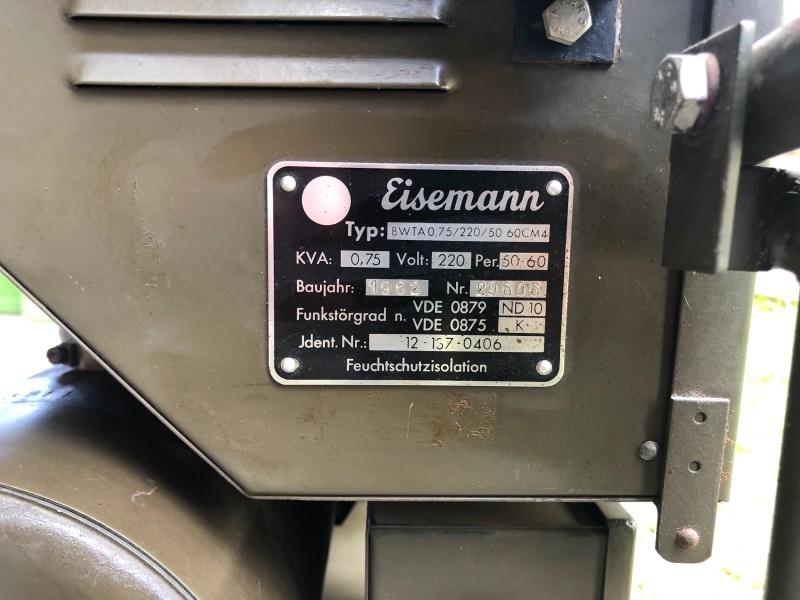 Eisemann
Typ: BWTA 0,75/220/50 60CM4
KVA: 0,75 Volt: 220 Per. 50-60
Baujahr: 1962 Nr.
Funkstörgrad n. VDE 0879 ND 10
VDE 0875 K
Jdent. Nr.: 12-137-0406
Feuchtschutzisolation